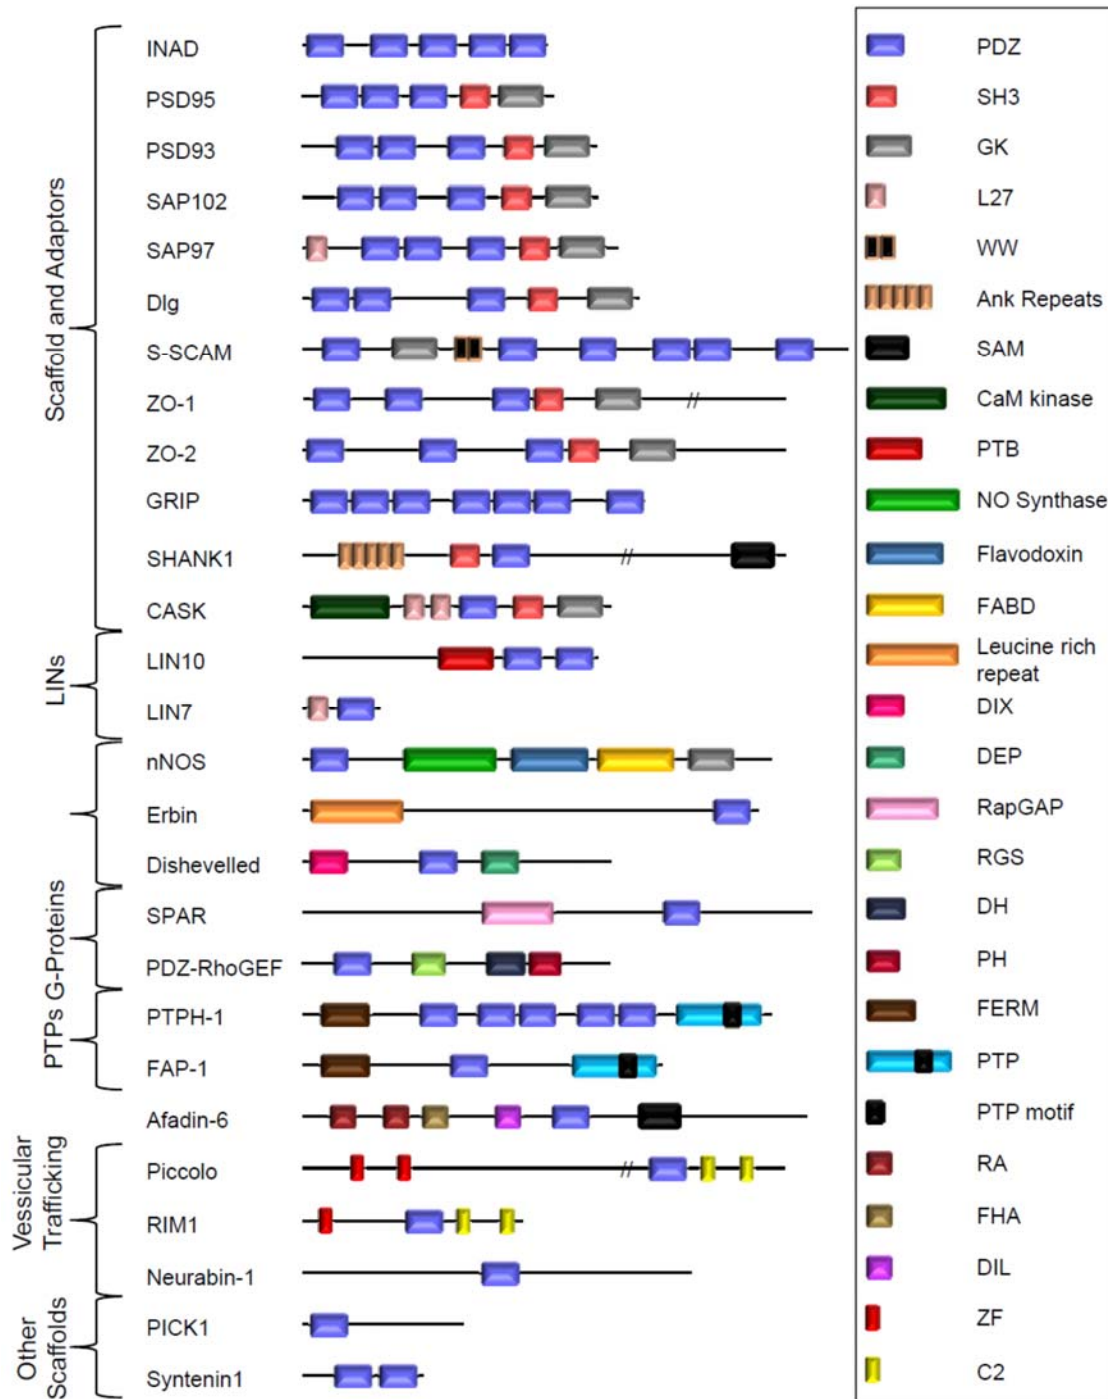 Scaffold and Adaptors
INAD
PSD95
PSD93
SAP102
SAP97
Dlg
S-SCAM
ZO-1
//
ZO-2
GRIP
SHANK1
//
CASK
LINs
LIN10
LIN7
nNOS
Erbin
Dishevelled
G-Proteins
SPAR
PDZ-RhoGEF
PTPs
PTPH-1
FAP-1
Afadin-6
Vessicular
Trafficking
Piccolo
//
RIM1
Neurabin-1
Other
Scaffolds
PICK1
Syntenin1
PDZ
SH3
GK
L27
WW
Ank Repeats
SAM
CaM kinase
PTB
NO Synthase
Flavodoxin
FABD
Leucine rich
repeat
DIX
DEP
RapGAP
RGS
DH
PH
FERM
PTP
PTP motif
RA
FHA
DIL
ZF
C2